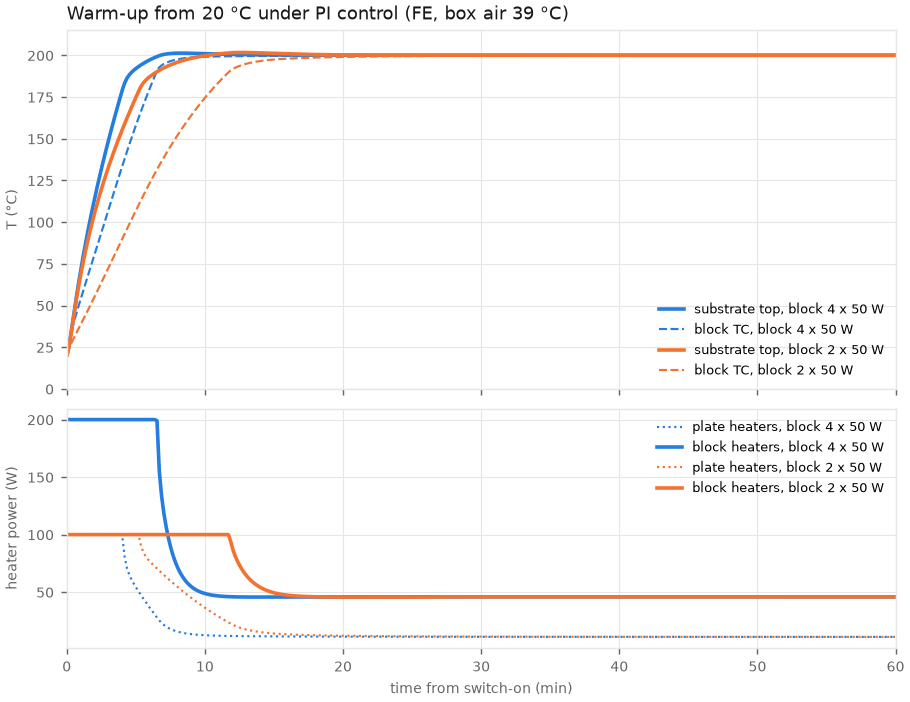 Warm-up from 20 °C under PI control (FE, box air 39 °C)
200
175
150
125
100
75
50
25
0
T (°C)
substrate top, block 4 x 50 W
block TC, block 4 x 50 W
substrate top, block 2 x 50 W
block TC, block 2 x 50 W
200
150
100
50
heater power (W)
plate heaters, block 4 x 50 W
block heaters, block 4 x 50 W
plate heaters, block 2 x 50 W
block heaters, block 2 x 50 W
0 10 20 30 40 50 60
time from switch-on (min)